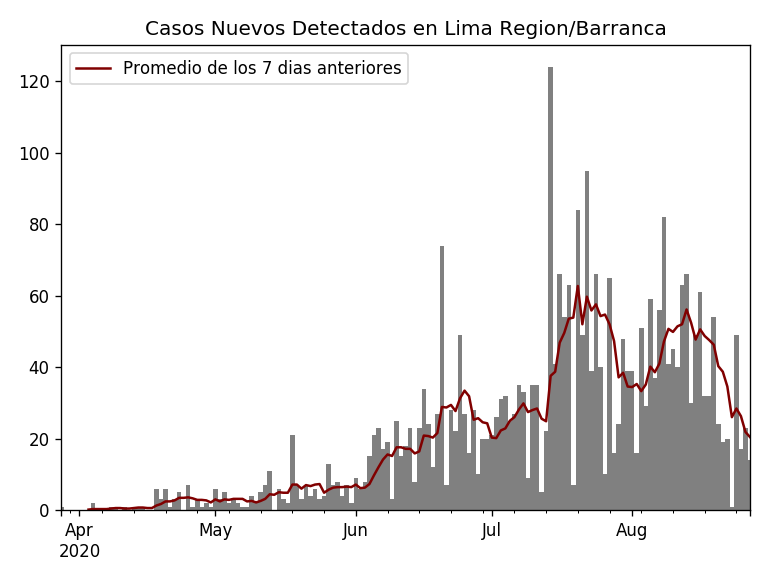 Casos Nuevos Detectados en Lima Region/Barranca
Promedio de los 7 dias anteriores
120
100
80
60
40
20
0
Apr
2020
May
Jun
Jul
Aug